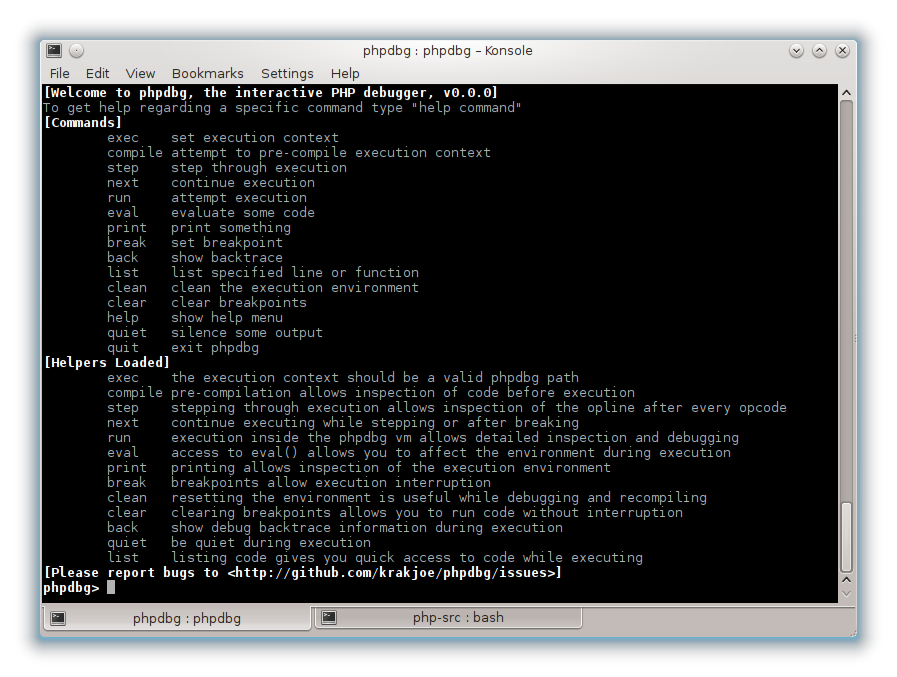 phpdbg : phpdbg – Konsole
File Edit View Bookmarks Settings Help
[Welcome to phpdbg, the interactive PHP debugger, v0.0.0]
To get help regarding a specific command type "help command"
[Commands]
exec set execution context
compile attempt to pre-compile execution context
step step through execution
next continue execution
run attempt execution
eval evaluate some code
print print something
break set breakpoint
back show backtrace
list list specified line or function
clean clean the execution environment
clear clear breakpoints
help show help menu
quiet silence some output
quit exit phpdbg
[Helpers Loaded]
exec the execution context should be a valid phpdbg path
compile pre-compilation allows inspection of code before execution
step stepping through execution allows inspection of the opline after every opcode
next continue executing while stepping or after breaking
run execution inside the phpdbg vm allows detailed inspection and debugging
eval access to eval() allows you to affect the environment during execution
print printing allows inspection of the execution environment
break breakpoints allow execution interruption
clean resetting the environment is useful while debugging and recompiling
clear clearing breakpoints allows you to run code without interruption
back show debug backtrace information during execution
quiet be quiet during execution
list listing code gives you quick access to code while executing
[Please report bugs to <http://github.com/krakjoe/phpdbg/issues>]
phpdbg>
phpdbg : phpdbg php-src : bash